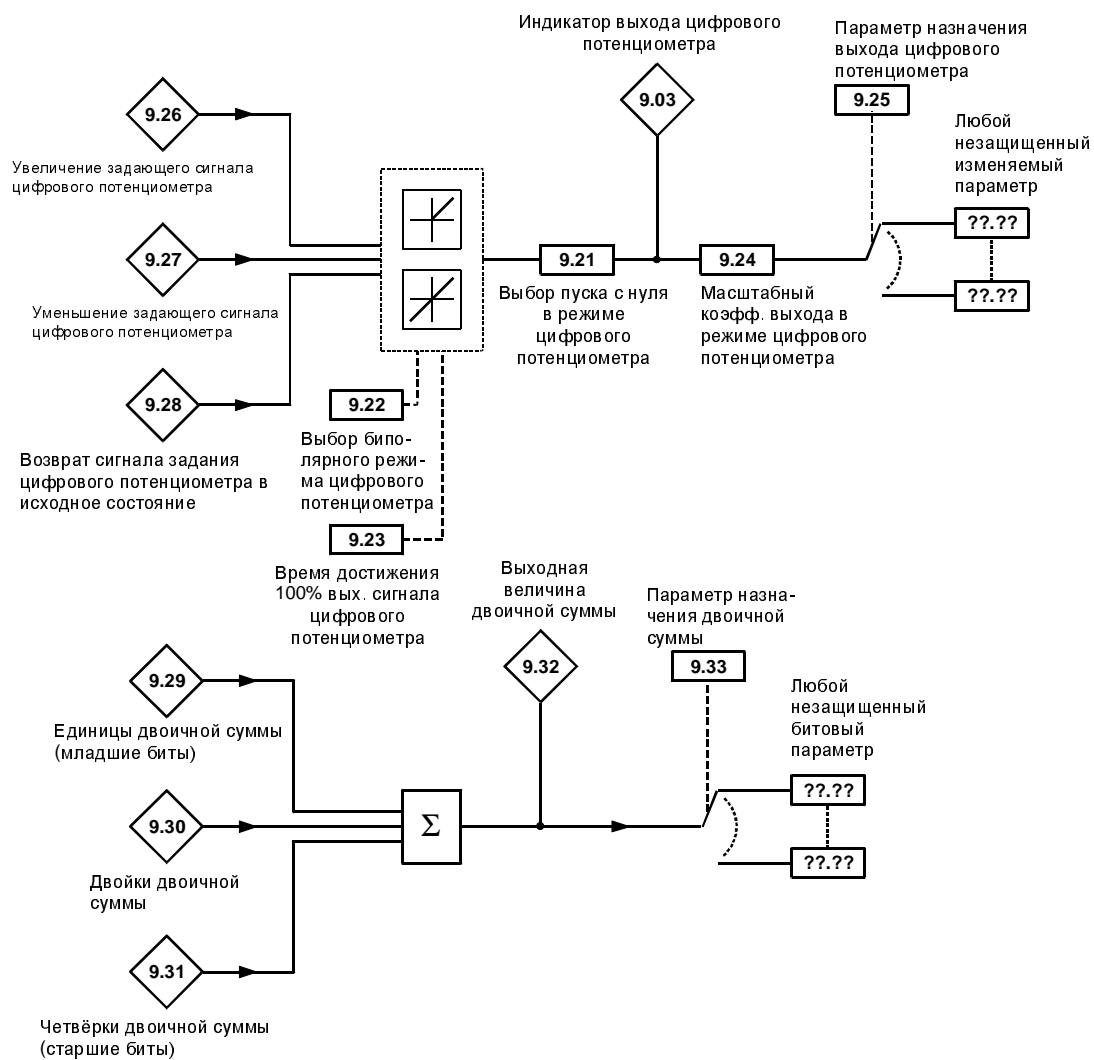 Индикатор выхода цифрового
потенциометра
9.03
Параметр назначения
выхода цифрового
потенциометра
9.25
Любой
незащищенный
изменяемый
параметр
??.??
??.??
9.26
Увеличение задающего сигнала
цифрового потенциометра
9.27
Уменьшение задающего сигнала
цифрового потенциометра
9.28
Возврат сигнала задания
цифрового потенциометра в
исходное состояние
9.21
Выбор пуска с нуля
в режиме
цифрового
потенциометра
9.24
Масштабный
коэфф. выхода в
режиме цифрового
потенциометра
9.22
Выбор бипо-
лярного режи-
ма цифрового
потенциометра
9.23
Время достижения
100% вых. сигнала
цифрового
потенциометра
Выходная
величина
двоичной суммы
9.32
Параметр назна-
чения двоичной
суммы
9.33
Любой
незащищенный
битовый
параметр
??.??
??.??
9.29
Единицы двоичной суммы
(младшие биты)
9.30
Двойки двоичной
суммы
Σ
9.31
Четвёрки двоичной суммы
(старшие биты)